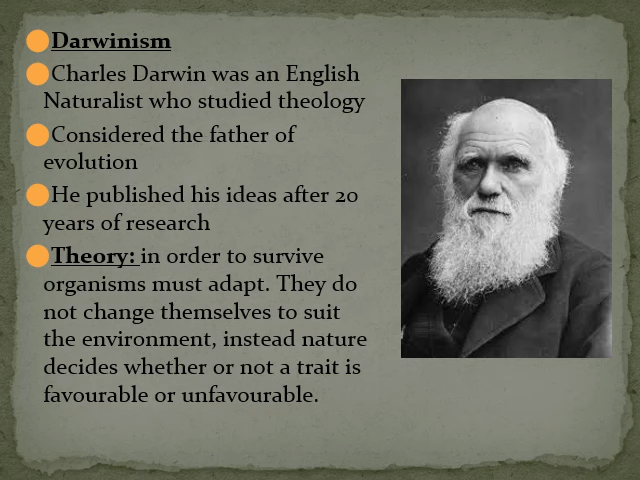 Darwinism
Charles Darwin was an English
Naturalist who studied theology
Considered the father of
evolution
He published his ideas after 20
years of research
Theory: in order to survive
organisms must adapt. They do
not change themselves to suit
the environment, instead nature
decides whether or not a trait is
favourable or unfavourable.